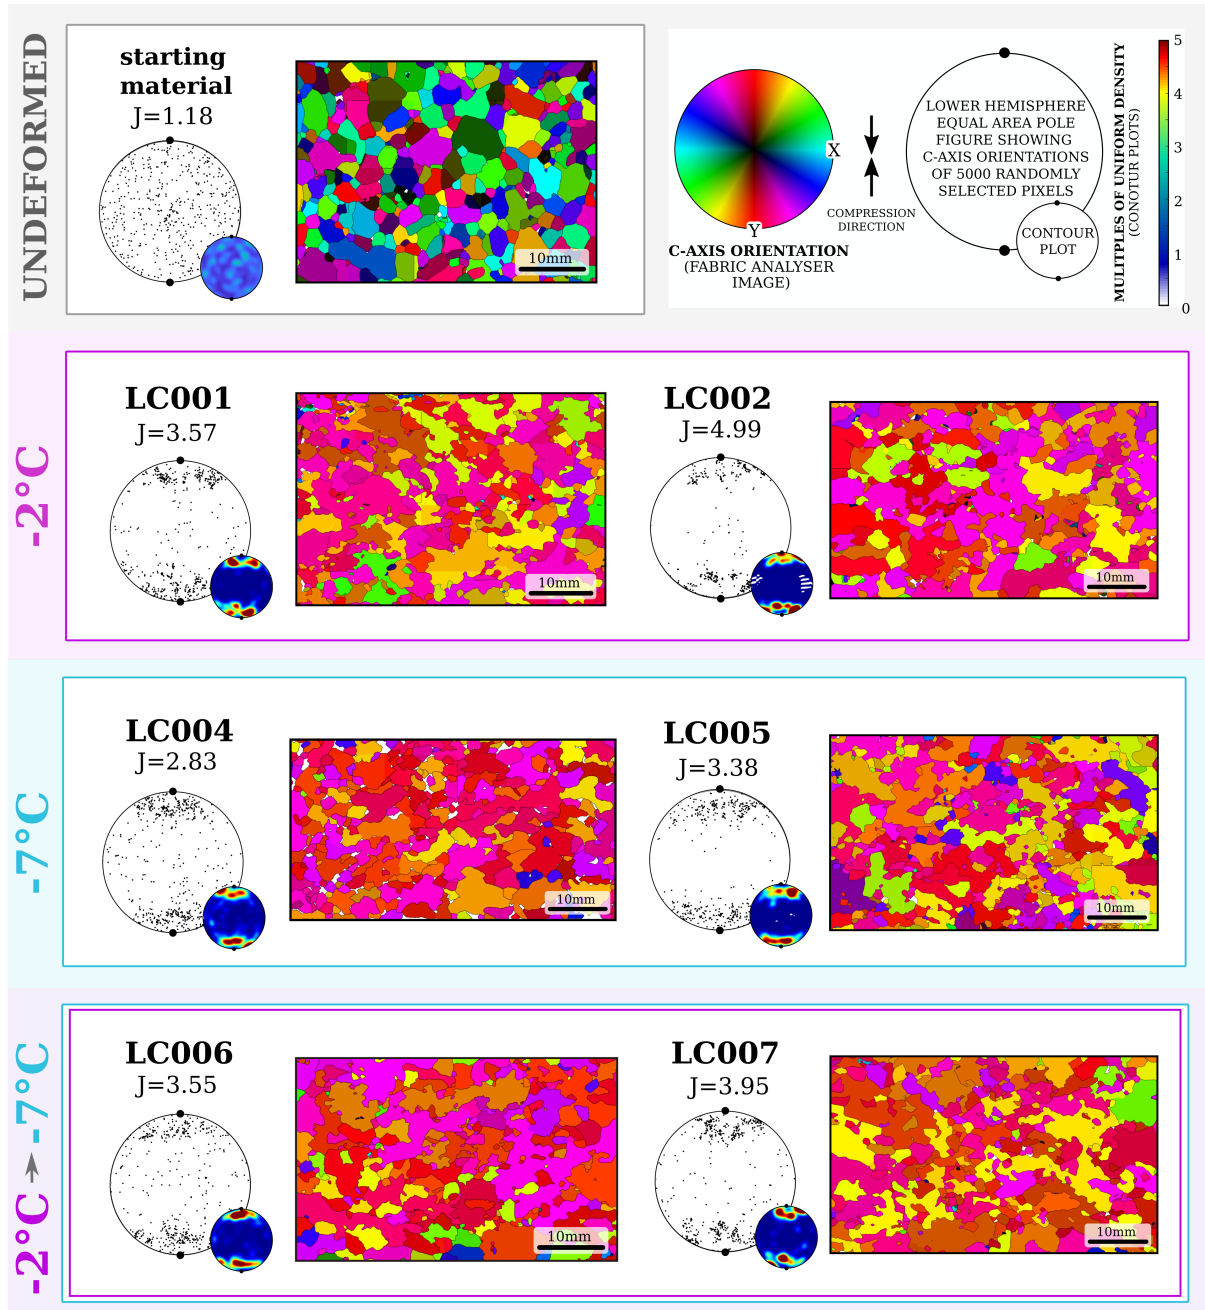 UNDEFORMED
starting
material
J=1.18
10mm
X
Y
C-AXIS ORIENTATION
(FABRIC ANALYSER
IMAGE)
COMPRESSION
DIRECTION
LOWER HEMISPHERE
EQUAL AREA POLE
FIGURE SHOWING
C-AXIS ORIENTATIONS
OF 5000 RANDOMLY
SELECTED PIXELS
CONTOUR
PLOT
MULITPLES OF UNIFORM DENSITY
(CONOTUR PLOTS)
5
4
3
2
1
0
-2°C
LC001
J=3.57
10mm
LC002
J=4.99
10mm
-7°C
LC004
J=2.83
10mm
LC005
J=3.38
10mm
-2°C -7°C
LC006
J=3.55
10mm
LC007
J=3.95
10mm